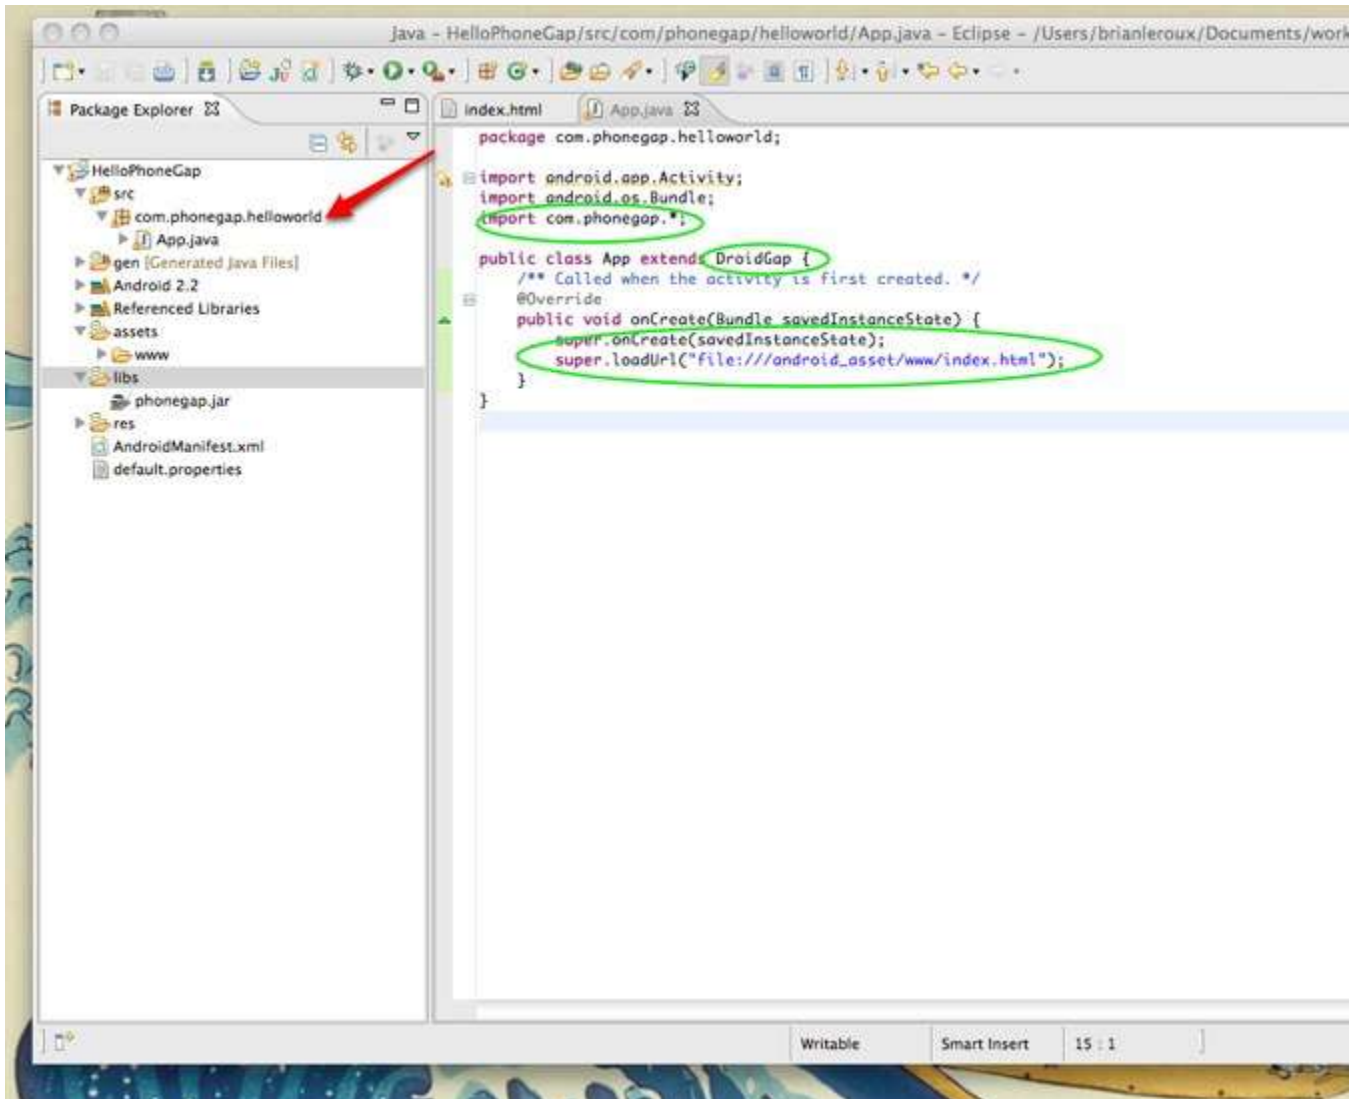 Java - HelloPhoneGap/src/com/phonegap/helloworld/App.java - Eclipse - /Users/brianleroux/Documents/work
Package Explorer
index.html
App.java
HelloPhoneGap
src
com.phonegap.helloworld
App.java
gen [Generated Java Files]
Android 2.2
Referenced Libraries
assets
www
libs
phonegap.jar
res
AndroidManifest.xml
default.properties
package com.phonegap.helloworld;
import android.app.Activity;
import android.os.Bundle;
import com.phonegap.*;
public class App extends DroidGap {
/** Called when the activity is first created. */
@Override
public void onCreate(Bundle savedInstanceState) {
super.onCreate(savedInstanceState);
super.loadUrl("file:///android_asset/www/index.html");
}
}
Writable
Smart Insert
15 : 1